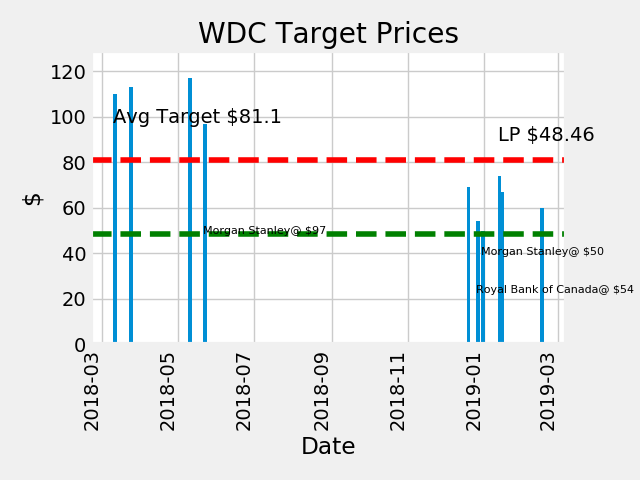 WDC Target Prices
120
100
80
60
40
20
0
$
Avg Target $81.1
LP $48.46
Morgan Stanley@ $97
Morgan Stanley@ $50
Royal Bank of Canada@ $54
2018-03
2018-05
2018-07
2018-09
2018-11
2019-01
2019-03
Date